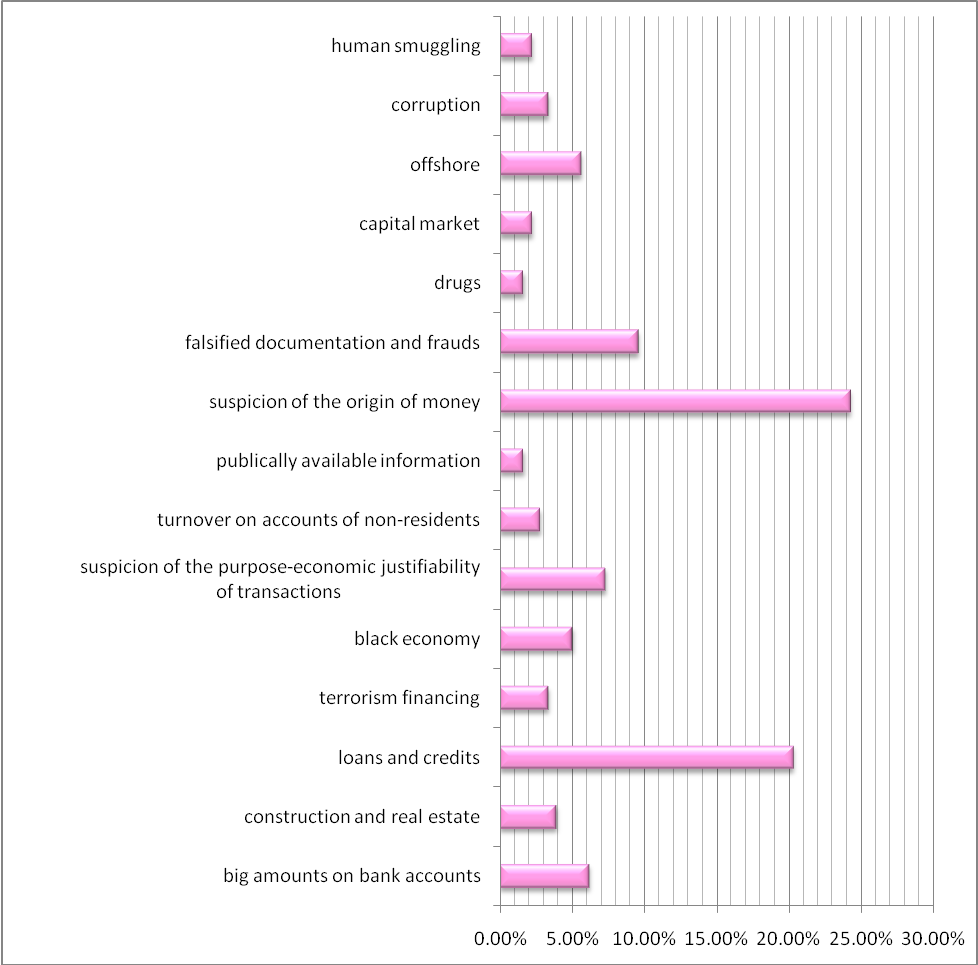 human smuggling
corruption
offshore
capital market
drugs
falsified documentation and frauds
suspicion of the origin of money
publically available information
turnover on accounts of non-residents
suspicion of the purpose-economic justifiability
of transactions
black economy
terrorism financing
loans and credits
construction and real estate
big amounts on bank accounts
0.00% 5.00% 10.00% 15.00% 20.00% 25.00% 30.00%